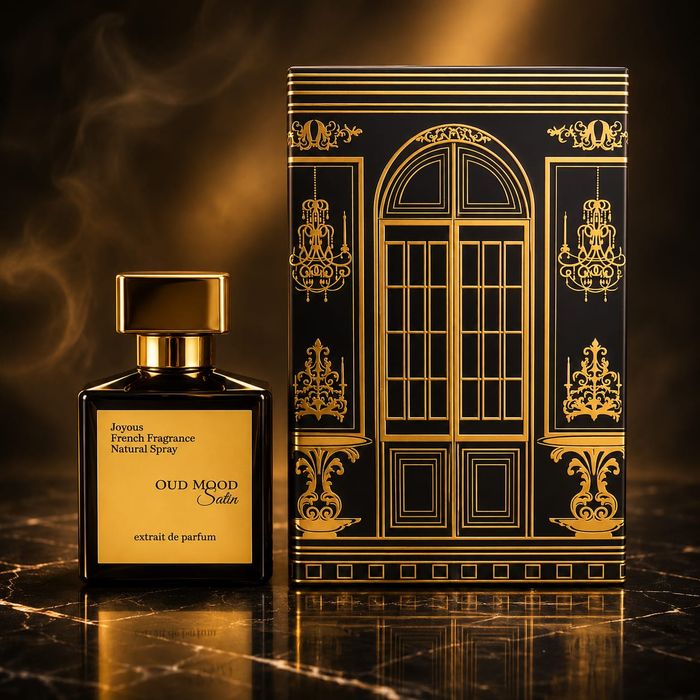 Joyous
French Fragrance
Natural Spray
OUD MOOD
Satin
extrait de parfum